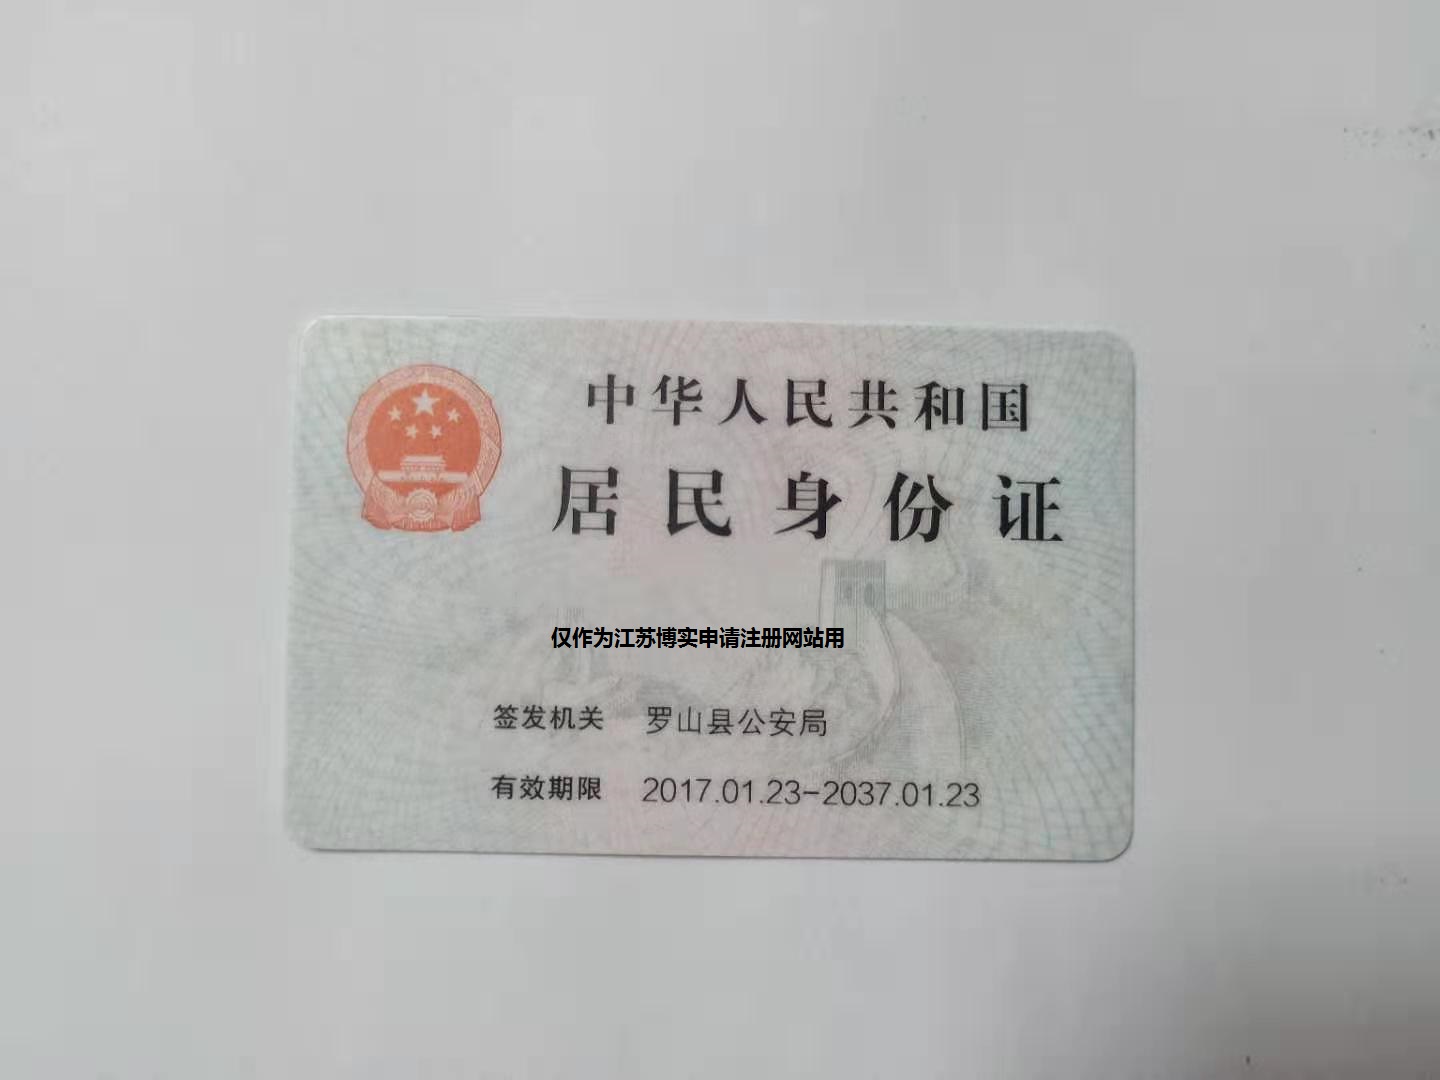 中华人民共和国
居民身份证
仅作为江苏博实申请注册网站用
签发机关 罗山县公安局
有效期限 2017.01.23-2037.01.23